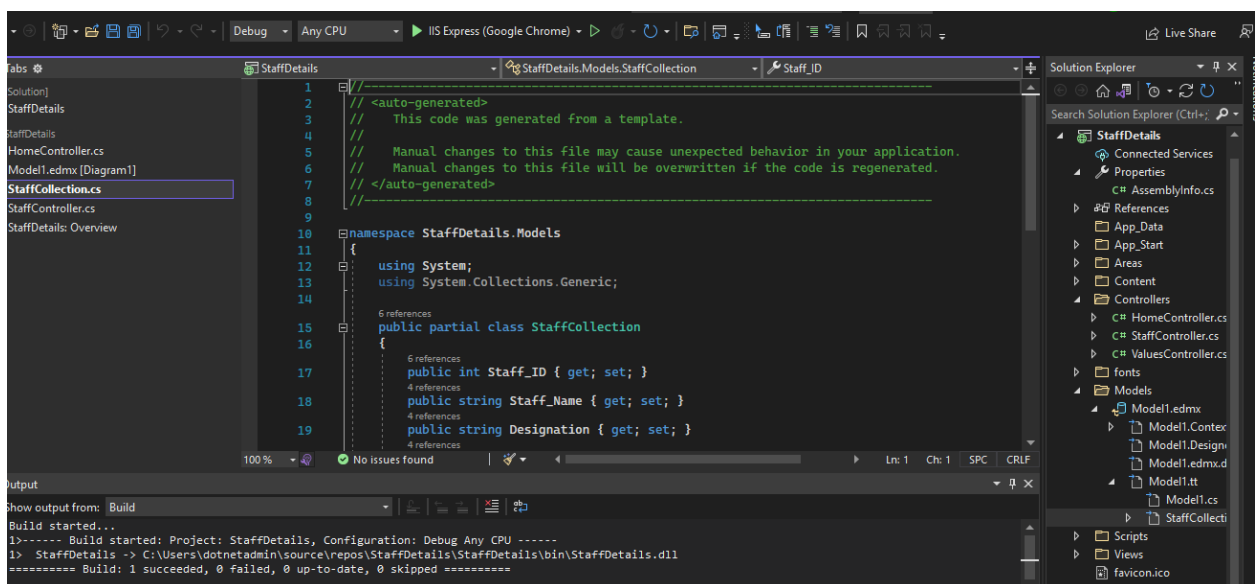 Debug
Any CPU
IIS Express (Google Chrome)
Live Share
Tabs
StaffDetails
StaffDetails.Models.StaffCollection
Staff_ID
Solution Explorer
Solution]
StaffDetails
StaffDetails
HomeController.cs
Model1.edmx [Diagram1]
StaffCollection.cs
StaffController.cs
StaffDetails: Overview
1 //------------------------------------------------------------------------------
2 // <auto-generated>
3 //     This code was generated from a template.
4 //
5 //     Manual changes to this file may cause unexpected behavior in your application.
6 //     Manual changes to this file will be overwritten if the code is regenerated.
7 // </auto-generated>
8 //------------------------------------------------------------------------------
9
10 namespace StaffDetails.Models
11 {
12     using System;
13     using System.Collections.Generic;
14
6 references
15     public partial class StaffCollection
16     {
6 references
17         public int Staff_ID { get; set; }
4 references
18         public string Staff_Name { get; set; }
4 references
19         public string Designation { get; set; }
4 references
100 %
No issues found
Ln: 1
Ch: 1
SPC
CRLF
Search Solution Explorer (Ctrl+;
StaffDetails
Connected Services
Properties
C# AssemblyInfo.cs
References
App_Data
App_Start
Areas
Content
Controllers
C# HomeController.cs
C# StaffController.cs
C# ValuesController.cs
fonts
Models
Model1.edmx
Model1.Contex
Model1.Design
Model1.edmx.d
Model1.tt
Model1.cs
StaffCollecti
Scripts
Views
favicon.ico
Output
Show output from: Build
Build started...
1>------ Build started: Project: StaffDetails, Configuration: Debug Any CPU ------
1>  StaffDetails -> C:\Users\dotnetadmin\source\repos\StaffDetails\StaffDetails\bin\StaffDetails.dll
========== Build: 1 succeeded, 0 failed, 0 up-to-date, 0 skipped ==========